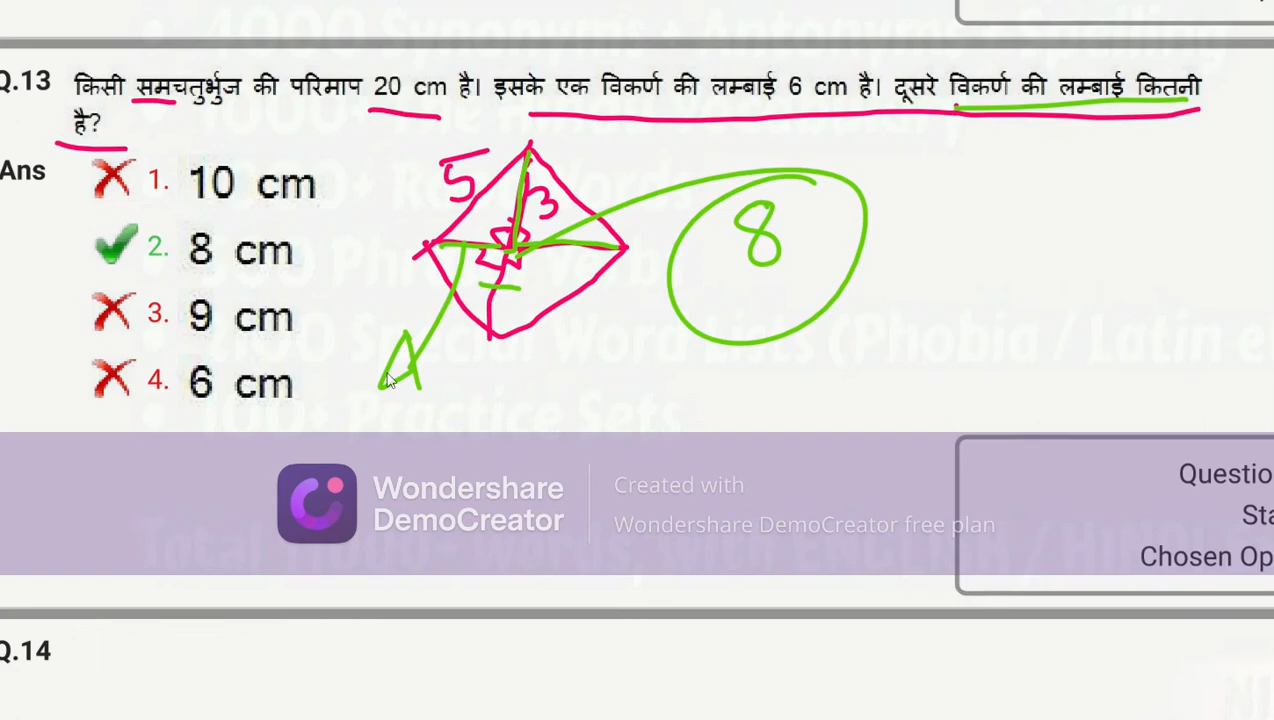 Q.13 किसी समचतुर्भुज की परिमाप 20 cm है। इसके एक विकर्ण की लम्बाई 6 cm है। दूसरे विकर्ण की लम्बाई कितनी
है?
Ans
1. 10 cm
2. 8 cm
3. 9 cm
4. 6 cm
5
3
8
4
Wondershare
DemoCreator
Created with
Wondershare DemoCreator free plan
Questio
Sta
Chosen Op
Q.14